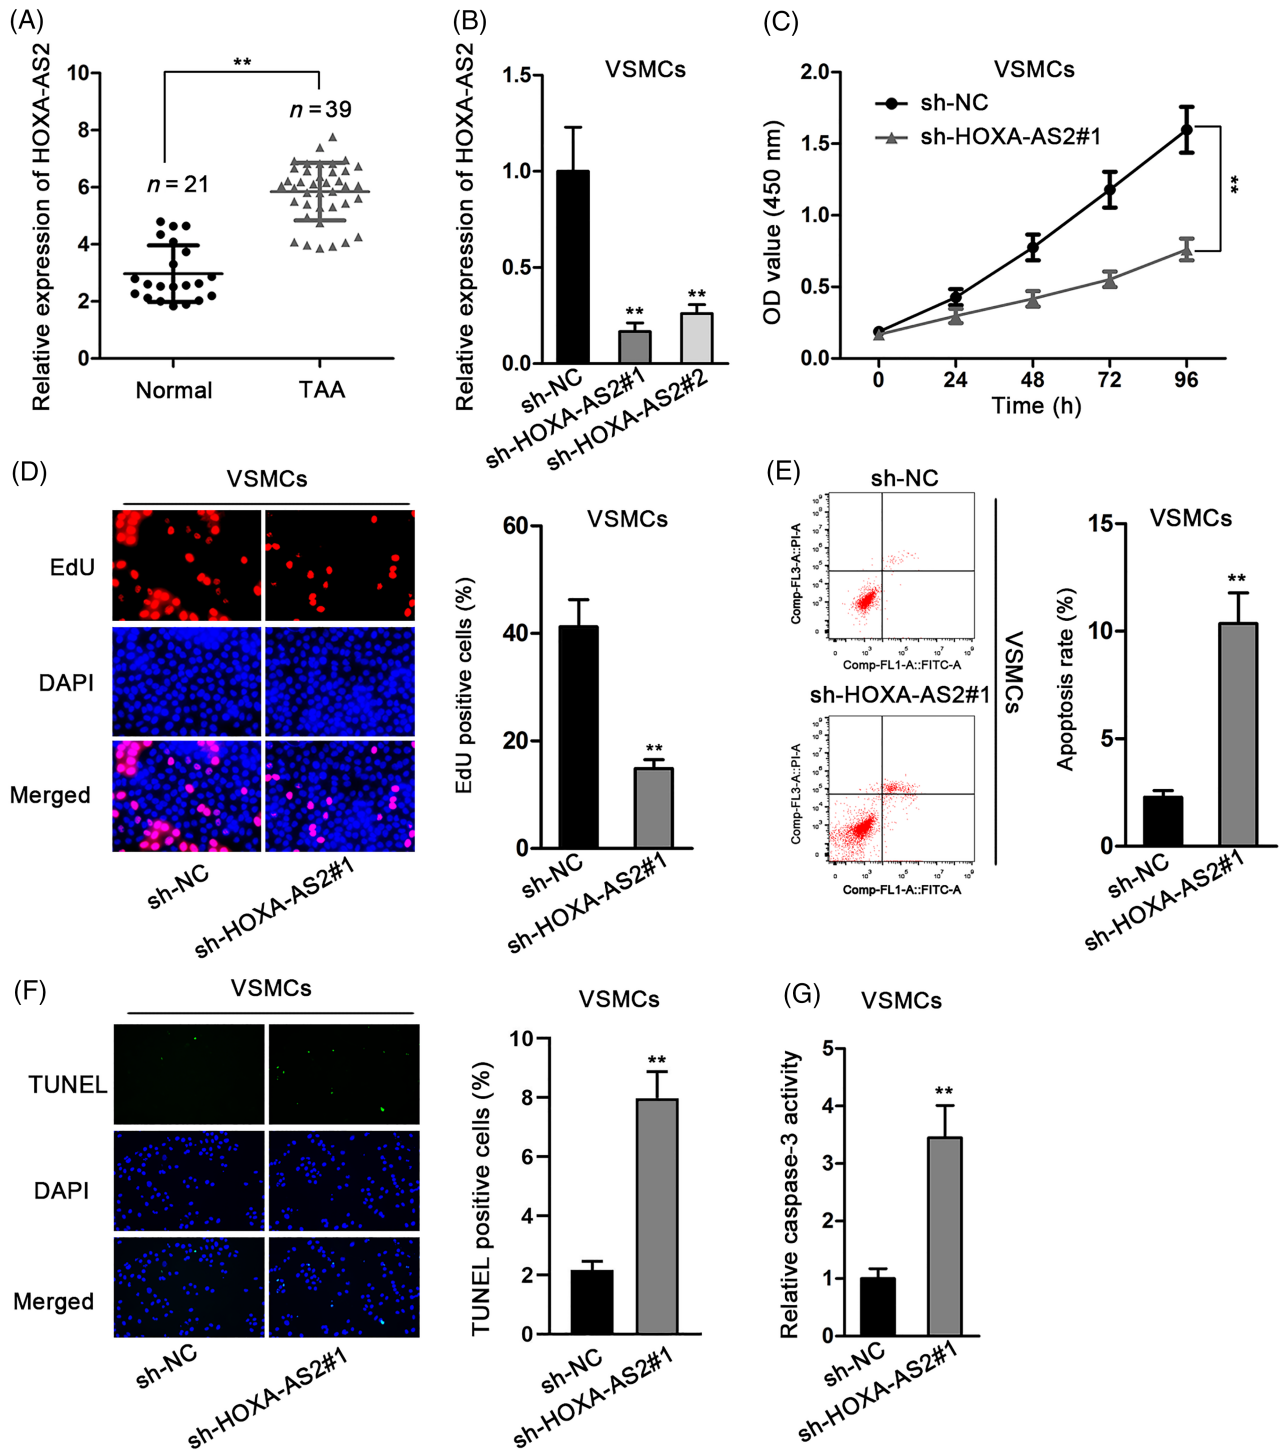 (A)
Relative expression of HOXA-AS2
10
8
6
4
2
0
**
n = 39
n = 21
Normal
TAA
(B)
Relative expression of HOXA-AS2
VSMCs
1.5
1.0
0.5
0.0
**
**
sh-NC
sh-HOXA-AS2#1
sh-HOXA-AS2#2
(C)
OD value (450 nm)
VSMCs
sh-NC
sh-HOXA-AS2#1
2.0
1.5
1.0
0.5
0.0
**
0 24 48 72 96
Time (h)
(D)
VSMCs
EdU
DAPI
Merged
sh-NC
sh-HOXA-AS2#1
EdU positive cells (%)
VSMCs
60
40
20
0
**
sh-NC
sh-HOXA-AS2#1
(E)
sh-NC
Comp-FL3-A::PI-A
Comp-FL1-A::FITC-A
sh-HOXA-AS2#1
Comp-FL3-A::PI-A
Comp-FL1-A::FITC-A
VSMCs
Apoptosis rate (%)
VSMCs
15
10
5
0
**
sh-NC
sh-HOXA-AS2#1
(F)
VSMCs
TUNEL
DAPI
Merged
sh-NC
sh-HOXA-AS2#1
TUNEL positive cells (%)
VSMCs
10
8
6
4
2
0
**
sh-NC
sh-HOXA-AS2#1
(G)
VSMCs
Relative caspase-3 activity
5
4
3
2
1
0
**
sh-NC
sh-HOXA-AS2#1